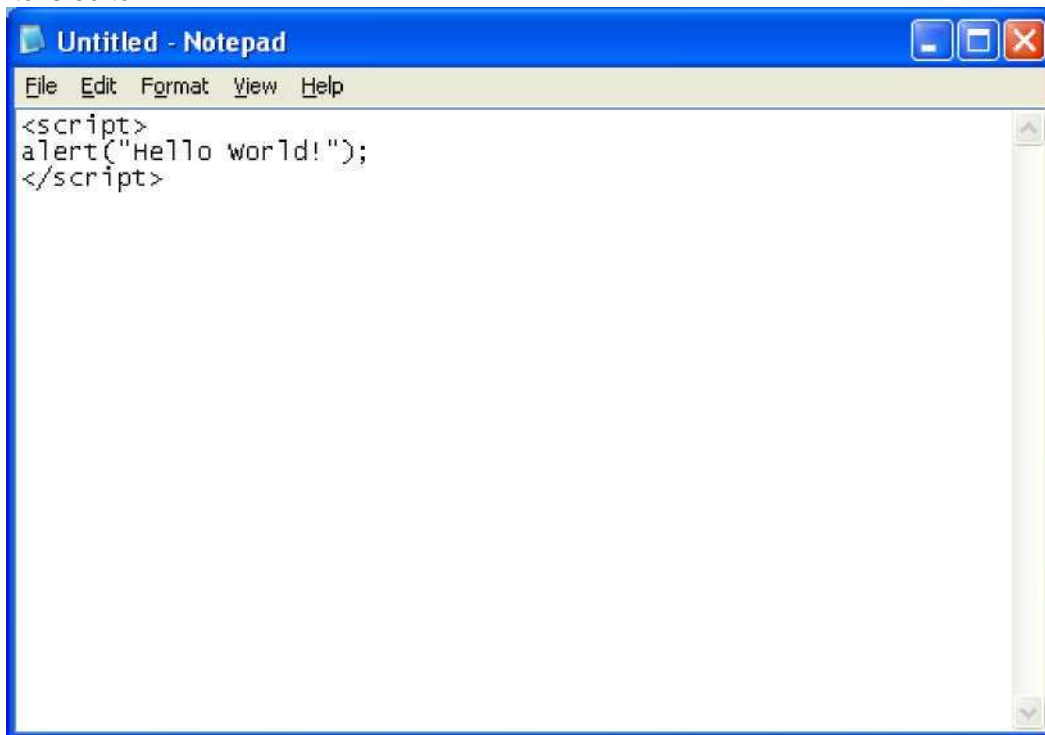 Untitled - Notepad
File Edit Format View Help
<script>
alert("Hello World!");
</script>